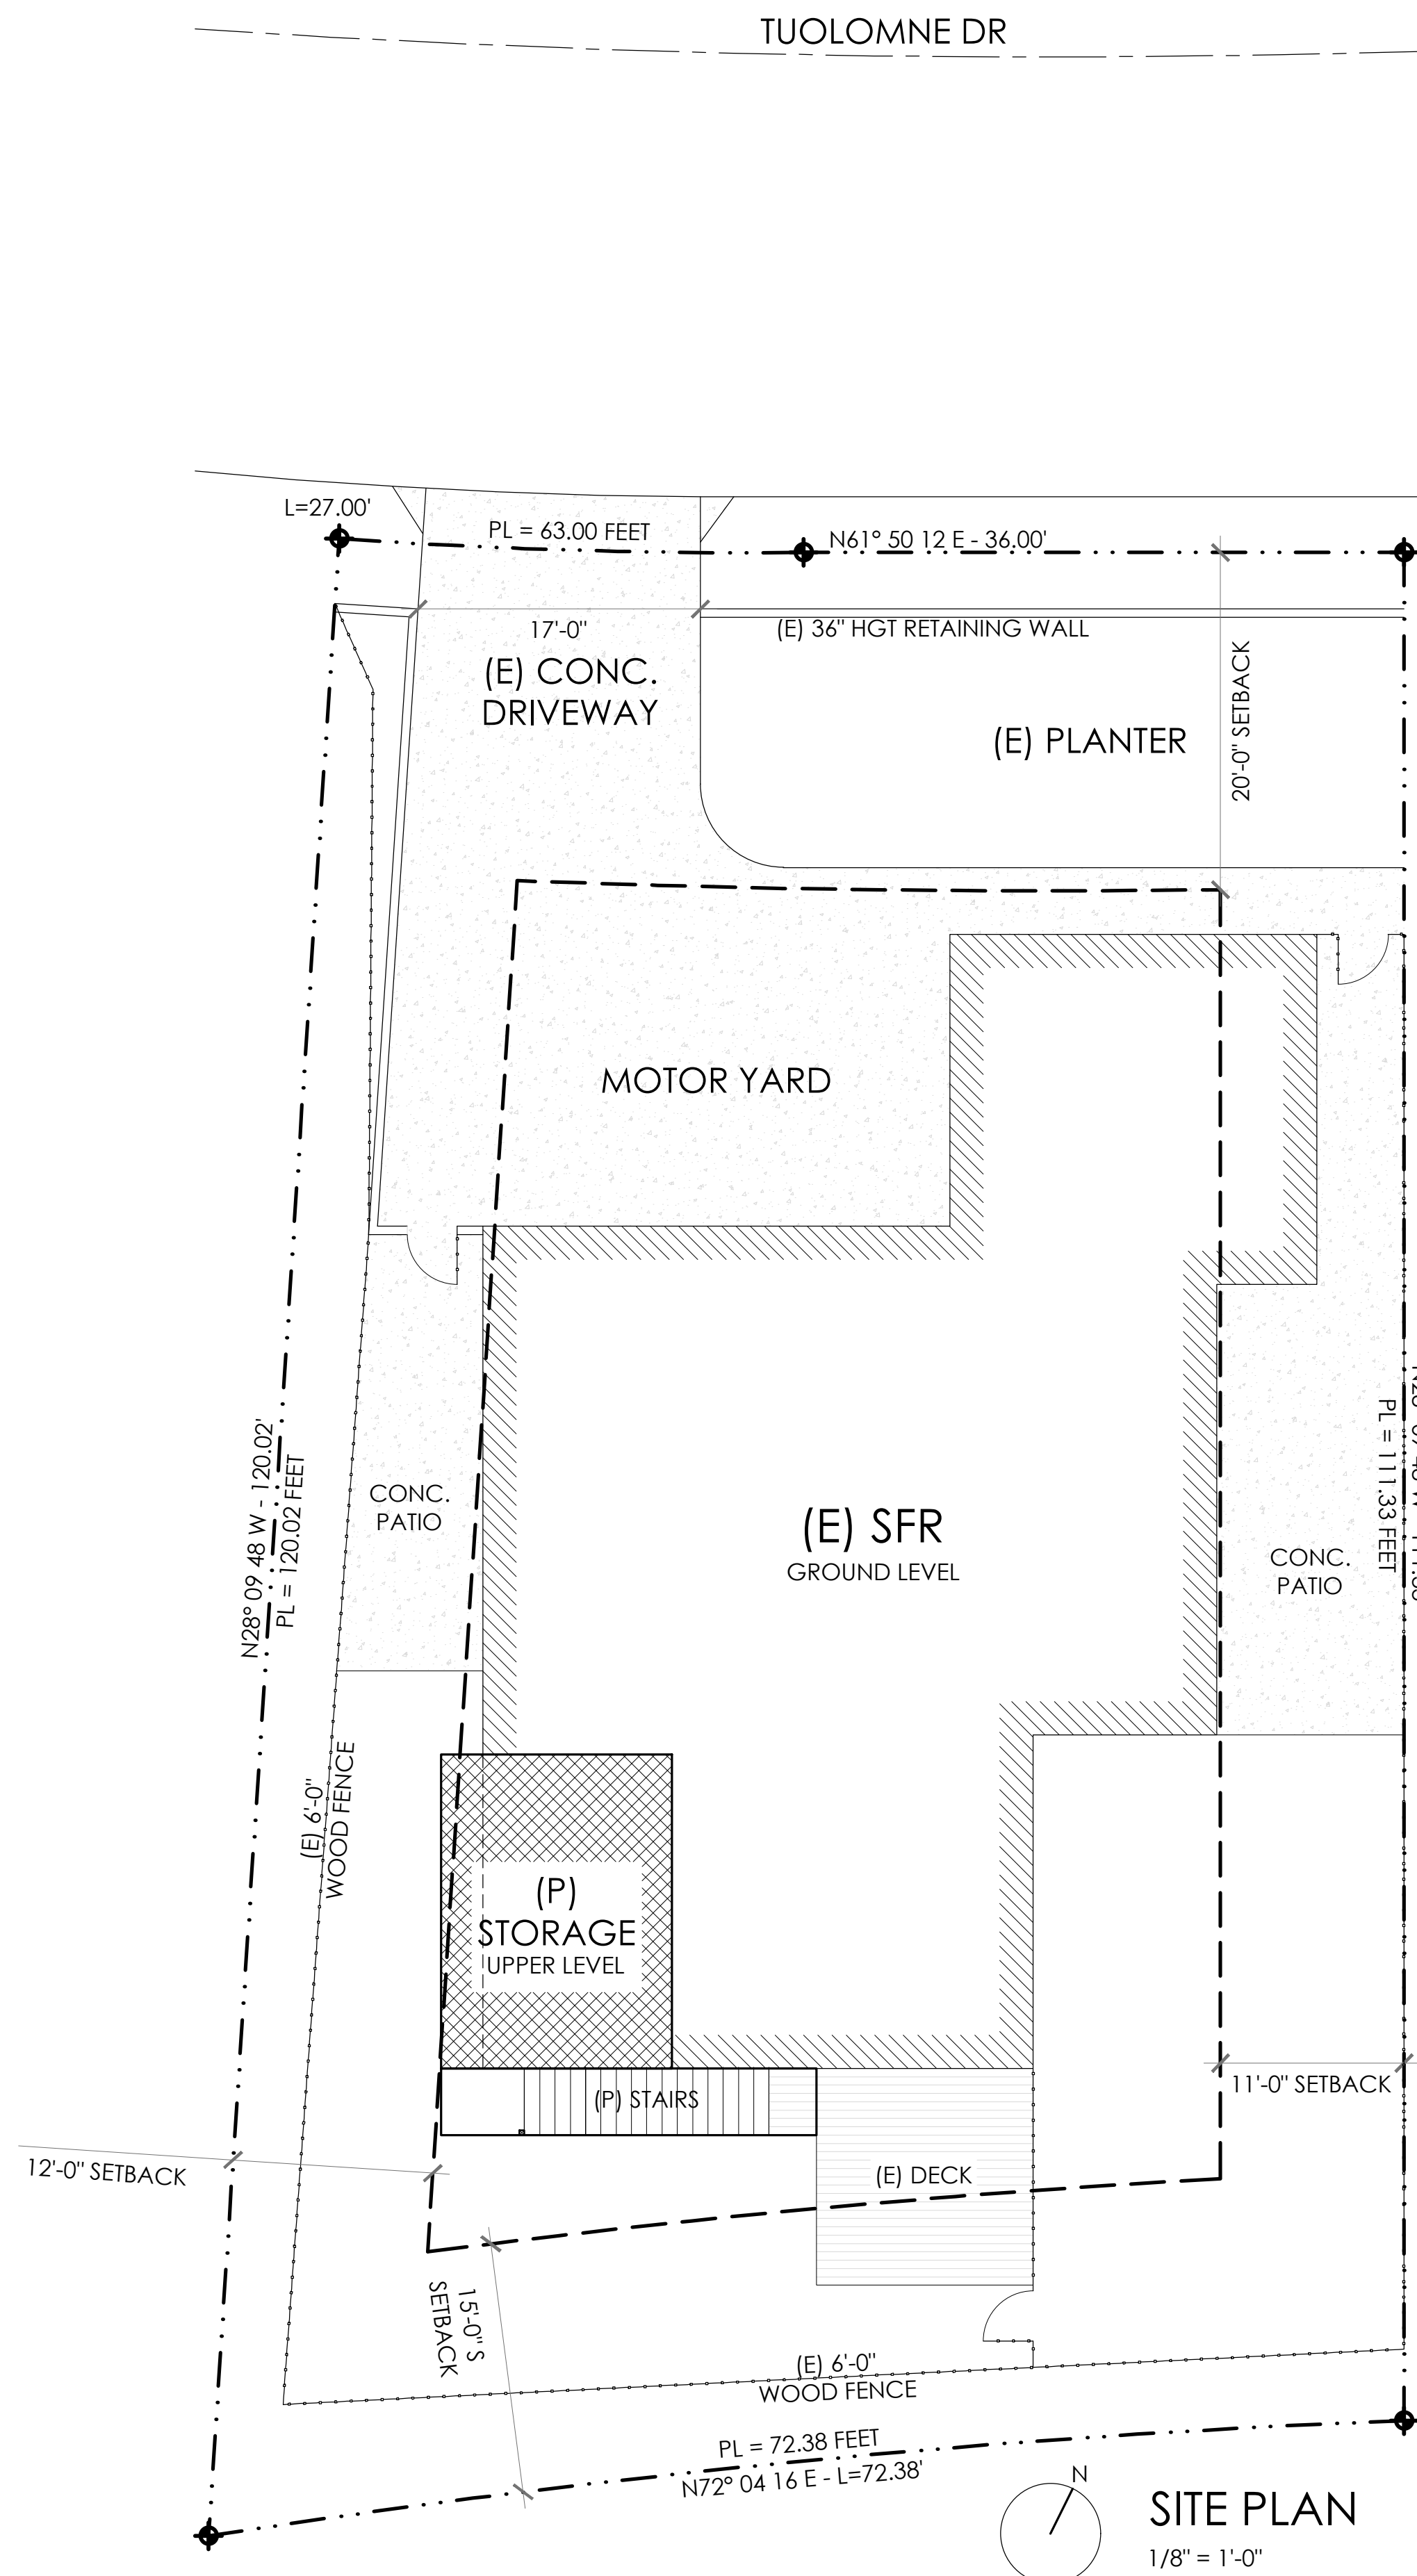 TUOLOMNE DR
L=27.00'
PL = 63.00 FEET
N61° 50 12 E - 36.00'
17'-0"
(E) 36" HGT RETAINING WALL
(E) CONC.
DRIVEWAY
(E) PLANTER
20'-0" SETBACK
MOTOR YARD
N28° 09 48 W - 120.02'
PL = 120.02 FEET
CONC.
PATIO
(E) SFR
GROUND LEVEL
CONC.
PATIO
PL = 111.33 FEET
(E) 6'-0"
WOOD FENCE
(P)
STORAGE
UPPER LEVEL
(P) STAIRS
11'-0" SETBACK
12'-0" SETBACK
(E) DECK
15'-0" S
SETBACK
(E) 6'-0"
WOOD FENCE
PL = 72.38 FEET
N72° 04 16 E - L=72.38'
N
SITE PLAN
1/8" = 1'-0"